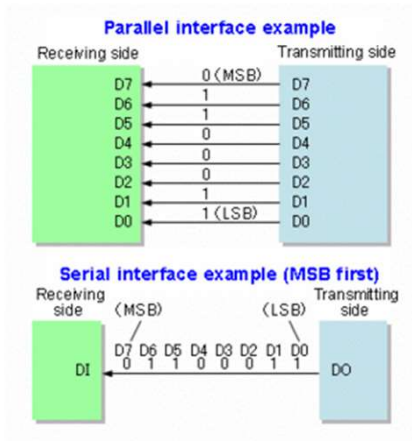 Parallel interface example
Receiving side Transmitting side
0 (MSB)
D7 D7
1
D6 D6
1
D5 D5
0
D4 D4
0
D3 D3
0
D2 D2
1
D1 D1
1 (LSB)
D0 D0
Serial interface example (MSB first)
Receiving side
Transmitting side
(MSB) (LSB)
D7 D6 D5 D4 D3 D2 D1 D0
0 1 1 0 0 0 1 1
DI DO